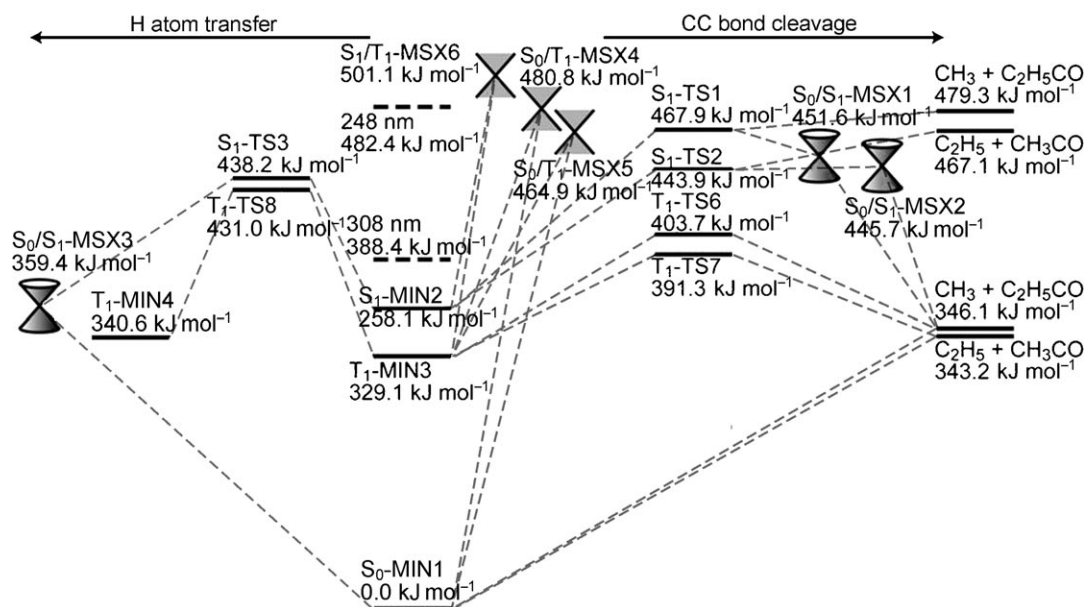 H atom transfer
CC bond cleavage
S₁/T₁-MSX6
501.1 kJ mol⁻¹
S₀/T₁-MSX4
480.8 kJ mol⁻¹
248 nm
482.4 kJ mol⁻¹
S₀/T₁-MSX5
464.9 kJ mol⁻¹
S₁-TS1
467.9 kJ mol⁻¹
S₀/S₁-MSX1
451.6 kJ mol⁻¹
CH₃ + C₂H₅CO
479.3 kJ mol⁻¹
C₂H₅ + CH₃CO
467.1 kJ mol⁻¹
S₁-TS3
438.2 kJ mol⁻¹
T₁-TS8
431.0 kJ mol⁻¹
S₁-TS2
443.9 kJ mol⁻¹
T₁-TS6
403.7 kJ mol⁻¹
T₁-TS7
391.3 kJ mol⁻¹
S₀/S₁-MSX2
445.7 kJ mol⁻¹
308 nm
388.4 kJ mol⁻¹
S₀/S₁-MSX3
359.4 kJ mol⁻¹
T₁-MIN4
340.6 kJ mol⁻¹
S₁-MIN2
258.1 kJ mol⁻¹
T₁-MIN3
329.1 kJ mol⁻¹
CH₃ + C₂H₅CO
346.1 kJ mol⁻¹
C₂H₅ + CH₃CO
343.2 kJ mol⁻¹
S₀-MIN1
0.0 kJ mol⁻¹